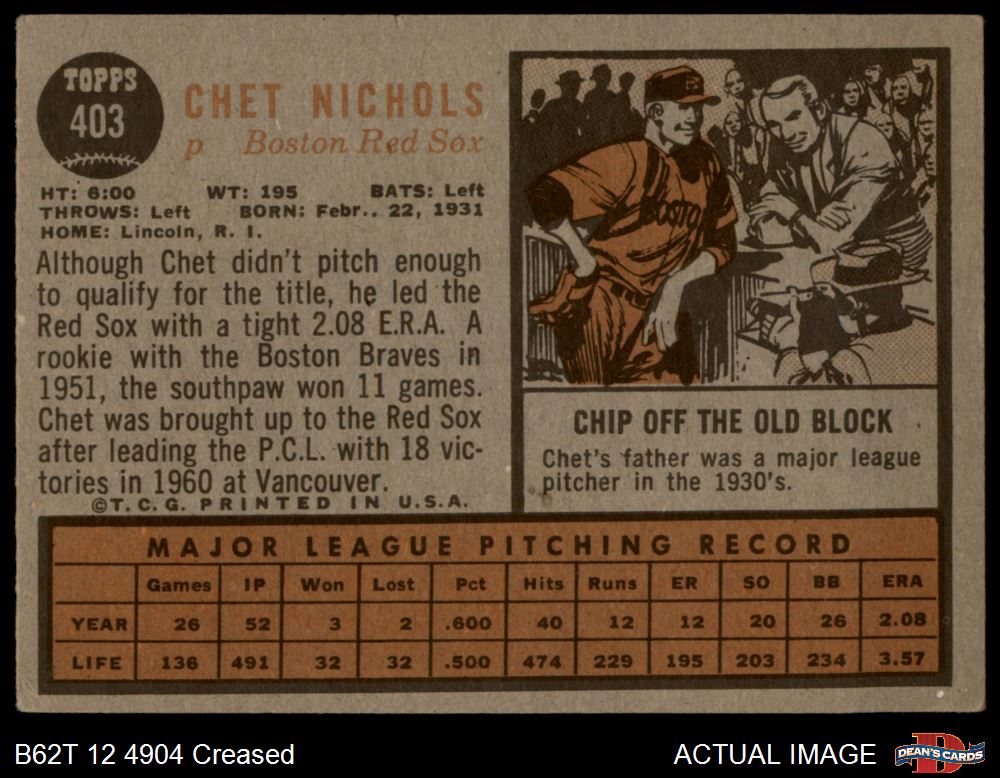 TOPPS
403
CHET NICHOLS
p Boston Red Sox
HT: 6:00 WT: 195 BATS: Left
THROWS: Left BORN: Febr.. 22, 1931
HOME: Lincoln, R. I.
Although Chet didn't pitch enough
to qualify for the title, he led the
Red Sox with a tight 2.08 E.R.A. A
rookie with the Boston Braves in
1951, the southpaw won 11 games.
Chet was brought up to the Red Sox
after leading the P.C.L. with 18 vic-
tories in 1960 at Vancouver.
©T.C.G. PRINTED IN U.S.A.
B
BOSTO
CHIP OFF THE OLD BLOCK
Chet's father was a major league
pitcher in the 1930's.
MAJOR LEAGUE PITCHING RECORD
Games IP Won Lost Pct Hits Runs ER SO BB ERA
YEAR 26 52 3 2 .600 40 12 12 20 26 2.08
LIFE 136 491 32 32 .500 474 229 195 203 234 3.57
B62T 12 4904 Creased
ACTUAL IMAGE
D
DEAN'S CARDS